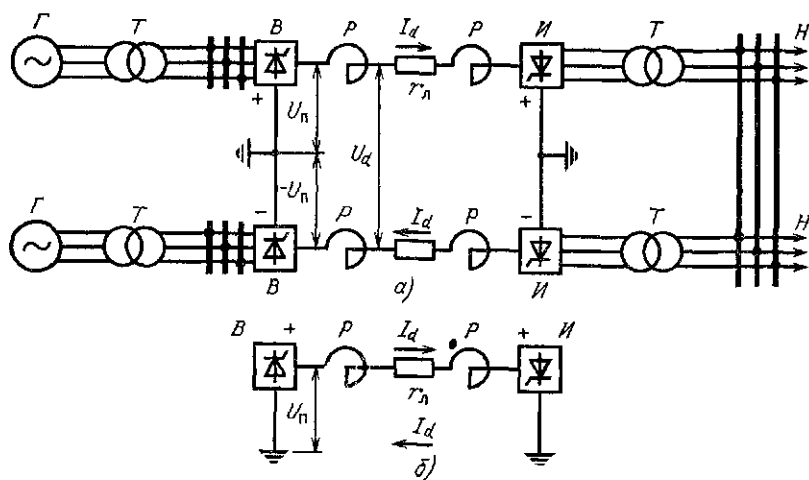 Г Т В Р I_d Р И Т Н
+ r_л +
U_п U_d
-U_п
Г Т - Р I_d Р - Т Н
В а) И
В + Р I_d Р + И
U_п r_л
I_d
б)